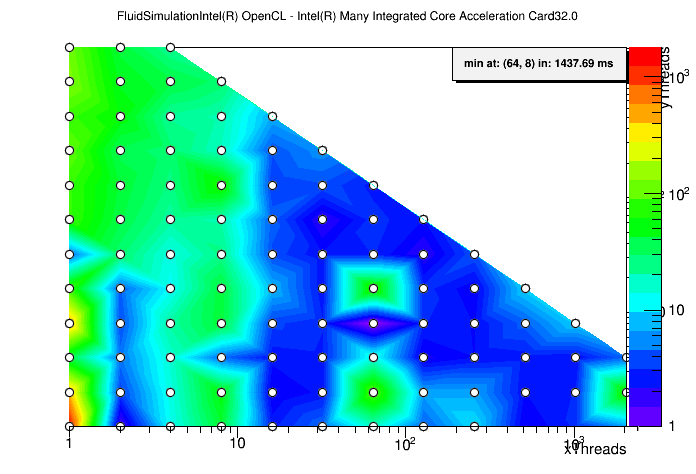 FluidSimulationIntel(R) OpenCL - Intel(R) Many Integrated Core Acceleration Card32.0
min at: (64, 8) in: 1437.69 ms
yThreads
10³
10²
10
1
1 10 10² 10³
xThreads